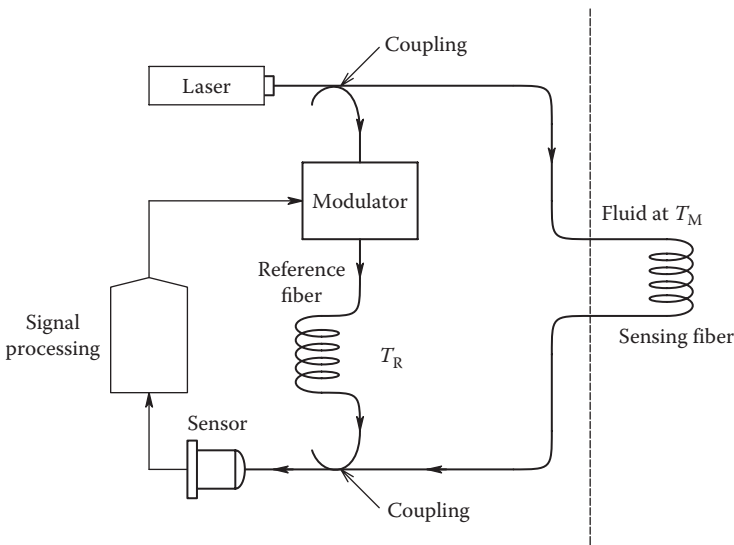 Coupling
Laser
Modulator
Fluid at T_M
Reference
fiber
Signal
processing
T_R
Sensing fiber
Sensor
Coupling